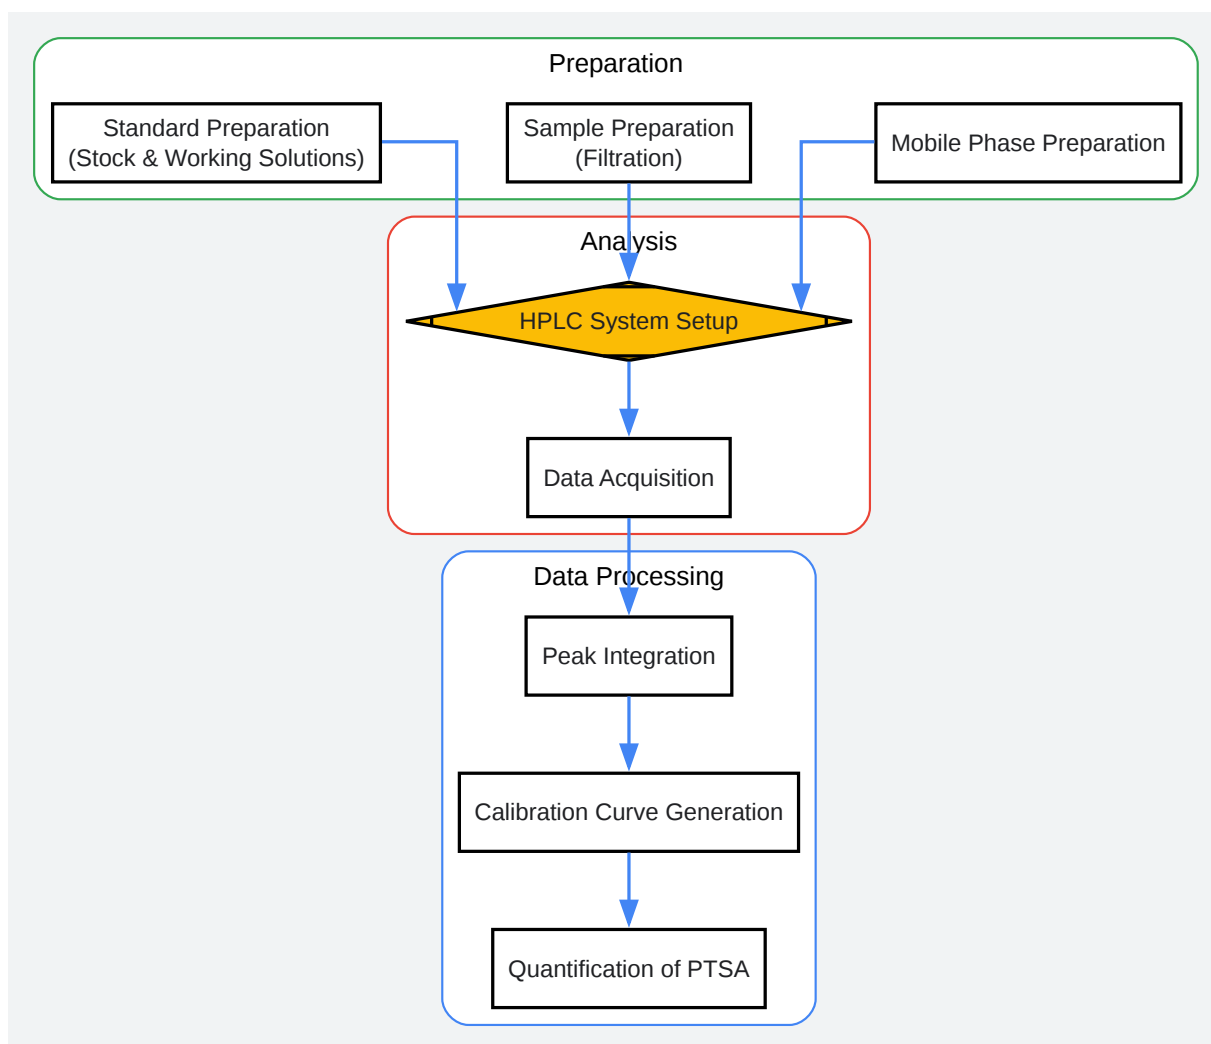 Preparation
Standard Preparation
(Stock & Working Solutions)
Sample Preparation
(Filtration)
Mobile Phase Preparation
Analysis
HPLC System Setup
Data Acquisition
Data Processing
Peak Integration
Calibration Curve Generation
Quantification of PTSA